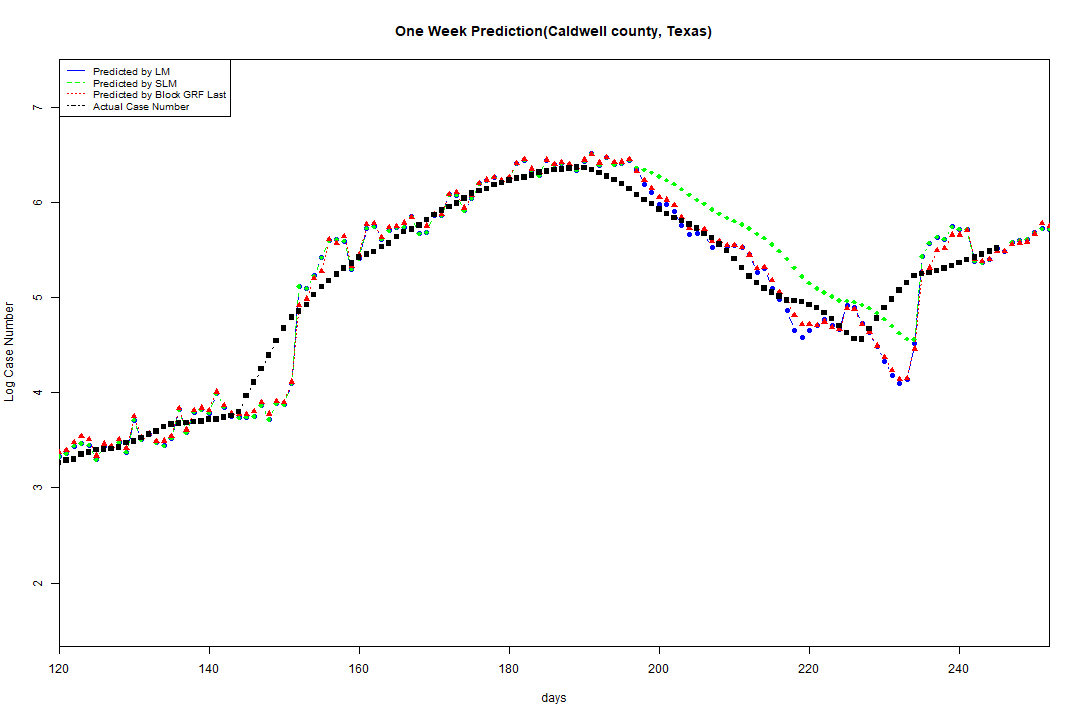 One Week Prediction(Caldwell county, Texas)
Predicted by LM
Predicted by SLM
Predicted by Block GRF Last
Actual Case Number
7
6
5
4
3
2
Log Case Number
120 140 160 180 200 220 240
days